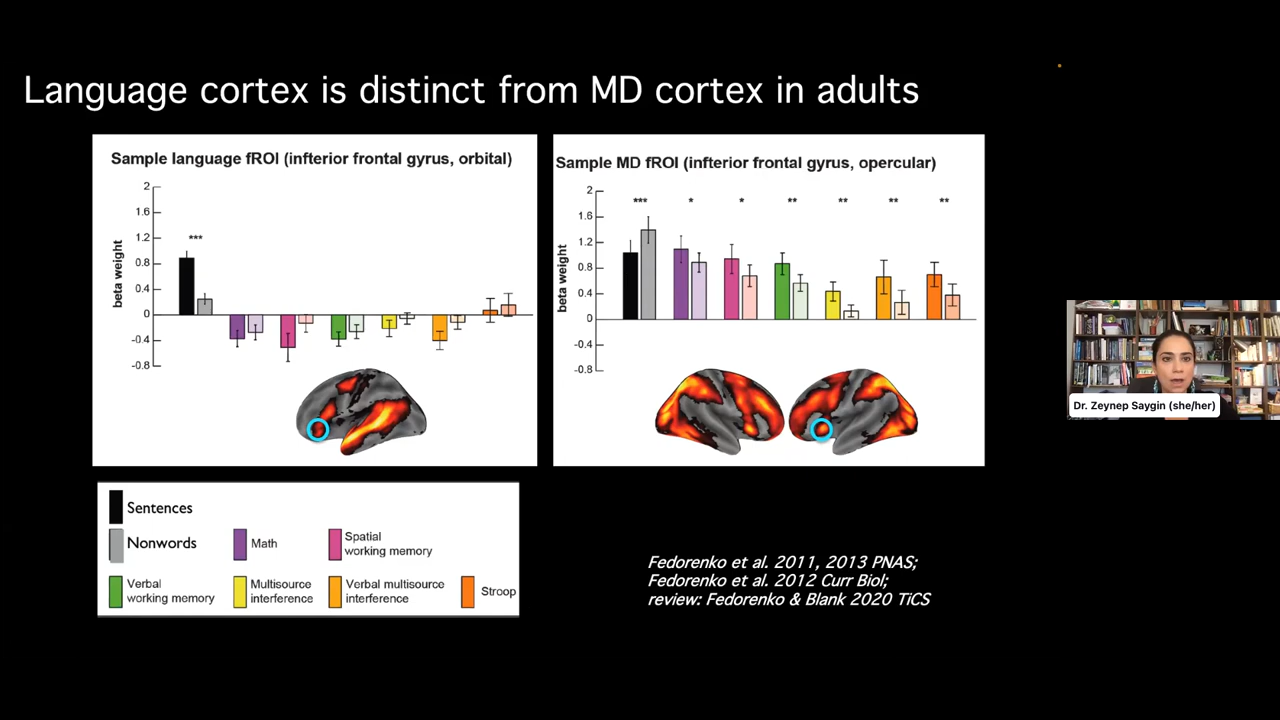 Language cortex is distinct from MD cortex in adults
Sample language fROI (infterior frontal gyrus, orbital)
beta weight
2
1.6
1.2
0.8
0.4
0
-0.4
-0.8
***
Sample MD fROI (infterior frontal gyrus, opercular)
beta weight
2
1.6
1.2
0.8
0.4
0
-0.4
-0.8
*** * * ** ** ** **
Sentences
Nonwords
Math
Spatial
working memory
Verbal
working memory
Multisource
interference
Verbal multisource
interference
Stroop
Fedorenko et al. 2011, 2013 PNAS;
Fedorenko et al. 2012 Curr Biol;
review: Fedorenko & Blank 2020 TiCS
Dr. Zeynep Saygin (she/her)